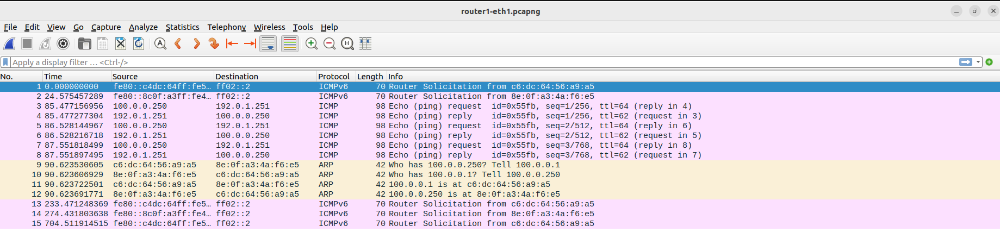 router1-eth1.pcapng
File Edit View Go Capture Analyze Statistics Telephony Wireless Tools Help
Apply a display filter … <Ctrl-/>
No. Time Source Destination Protocol Length Info
1 0.000000000 fe80::c4dc:64ff:fe5… ff02::2 ICMPv6 70 Router Solicitation from c6:dc:64:56:a9:a5
2 24.575457289 fe80::8c0f:a3ff:fe4… ff02::2 ICMPv6 70 Router Solicitation from 8e:0f:a3:4a:f6:e5
3 85.477156956 100.0.0.250 192.0.1.251 ICMP 98 Echo (ping) request id=0x55fb, seq=1/256, ttl=64 (reply in 4)
4 85.477277304 192.0.1.251 100.0.0.250 ICMP 98 Echo (ping) reply id=0x55fb, seq=1/256, ttl=62 (request in 3)
5 86.528144967 100.0.0.250 192.0.1.251 ICMP 98 Echo (ping) request id=0x55fb, seq=2/512, ttl=64 (reply in 6)
6 86.528216718 192.0.1.251 100.0.0.250 ICMP 98 Echo (ping) reply id=0x55fb, seq=2/512, ttl=62 (request in 5)
7 87.551818499 100.0.0.250 192.0.1.251 ICMP 98 Echo (ping) request id=0x55fb, seq=3/768, ttl=64 (reply in 8)
8 87.551897495 192.0.1.251 100.0.0.250 ICMP 98 Echo (ping) reply id=0x55fb, seq=3/768, ttl=62 (request in 7)
9 90.623530605 c6:dc:64:56:a9:a5 8e:0f:a3:4a:f6:e5 ARP 42 Who has 100.0.0.250? Tell 100.0.0.1
10 90.623606929 8e:0f:a3:4a:f6:e5 c6:dc:64:56:a9:a5 ARP 42 Who has 100.0.0.1? Tell 100.0.0.250
11 90.623722501 c6:dc:64:56:a9:a5 8e:0f:a3:4a:f6:e5 ARP 42 100.0.0.1 is at c6:dc:64:56:a9:a5
12 90.623691771 8e:0f:a3:4a:f6:e5 c6:dc:64:56:a9:a5 ARP 42 100.0.0.250 is at 8e:0f:a3:4a:f6:e5
13 233.471248369 fe80::c4dc:64ff:fe5… ff02::2 ICMPv6 70 Router Solicitation from c6:dc:64:56:a9:a5
14 274.431803638 fe80::8c0f:a3ff:fe4… ff02::2 ICMPv6 70 Router Solicitation from 8e:0f:a3:4a:f6:e5
15 704.511914515 fe80::c4dc:64ff:fe5… ff02::2 ICMPv6 70 Router Solicitation from c6:dc:64:56:a9:a5